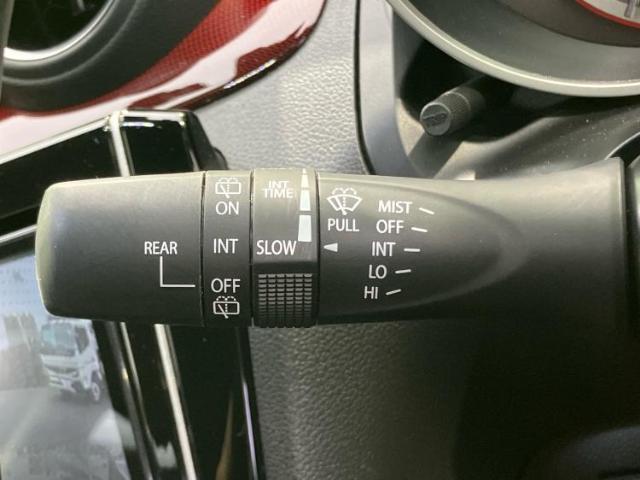 REAR
ON
INT
OFF
INT
TIME
SLOW
PULL
MIST
OFF
INT
LO
HI